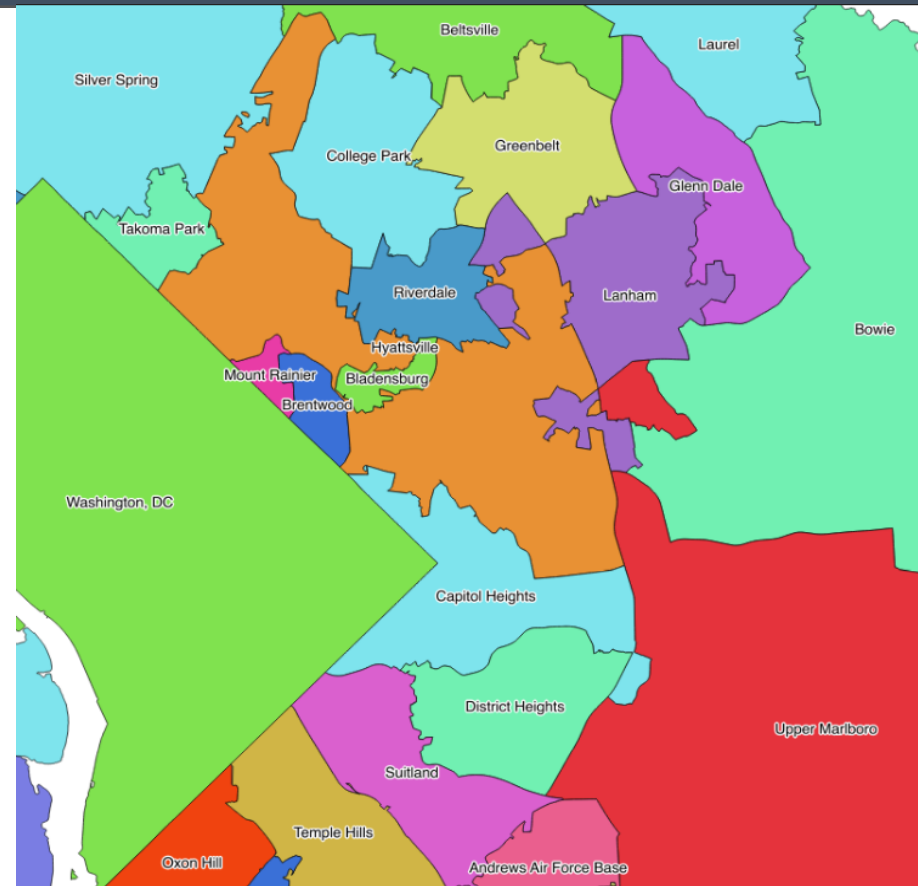 Beltsville
Laurel
Silver Spring
Greenbelt
College Park
Glenn Dale
Takoma Park
Riverdale
Lanham
Bowie
Hyattsville
Mount Rainier
Bladensburg
Brentwood
Washington, DC
Capitol Heights
District Heights
Upper Marlboro
Suitland
Temple Hills
Oxon Hill
Andrews Air Force Base